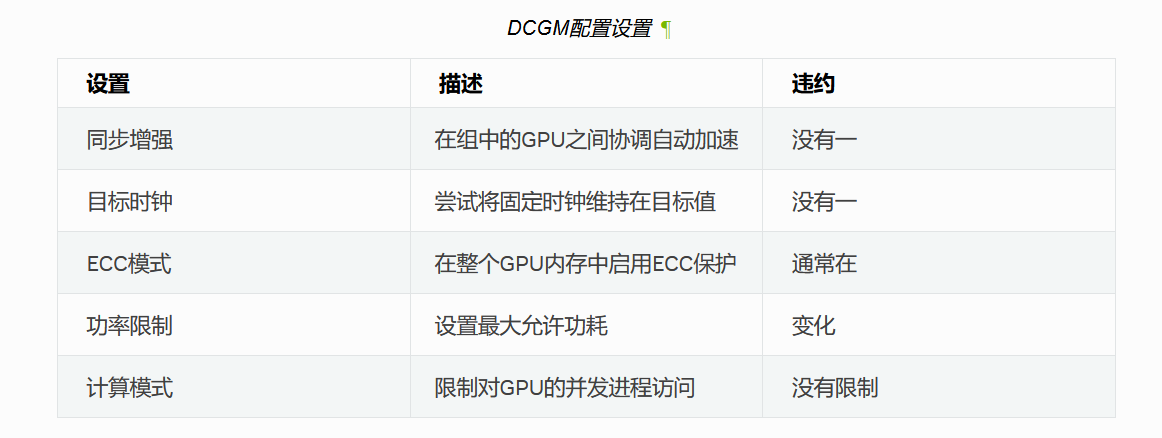 DCGM配置设置 ¶
设置 描述 违约
同步增强 在组中的GPU之间协调自动加速 没有一
目标时钟 尝试将固定时钟维持在目标值 没有一
ECC模式 在整个GPU内存中启用ECC保护 通常在
功率限制 设置最大允许功耗 变化
计算模式 限制对GPU的并发进程访问 没有限制